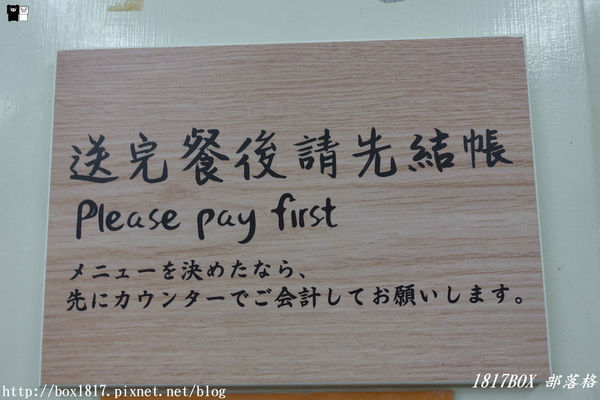 送完餐後請先結帳
Please pay first
メニューを決めたなら、
先にカウンターでご会計してお願いします。
1817BOX 部落格
http://box1817.pixnet.net/blog